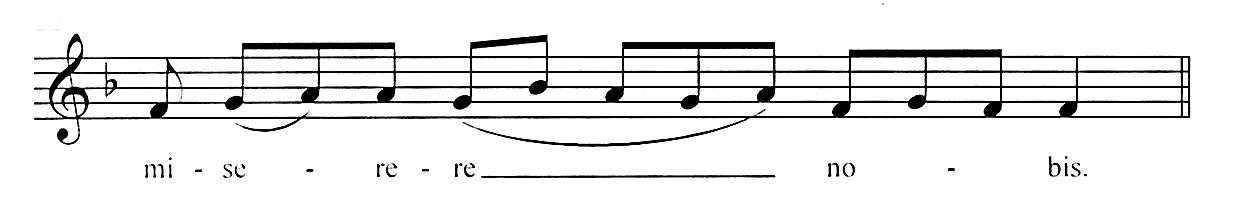 mi - se - re - re no - bis.